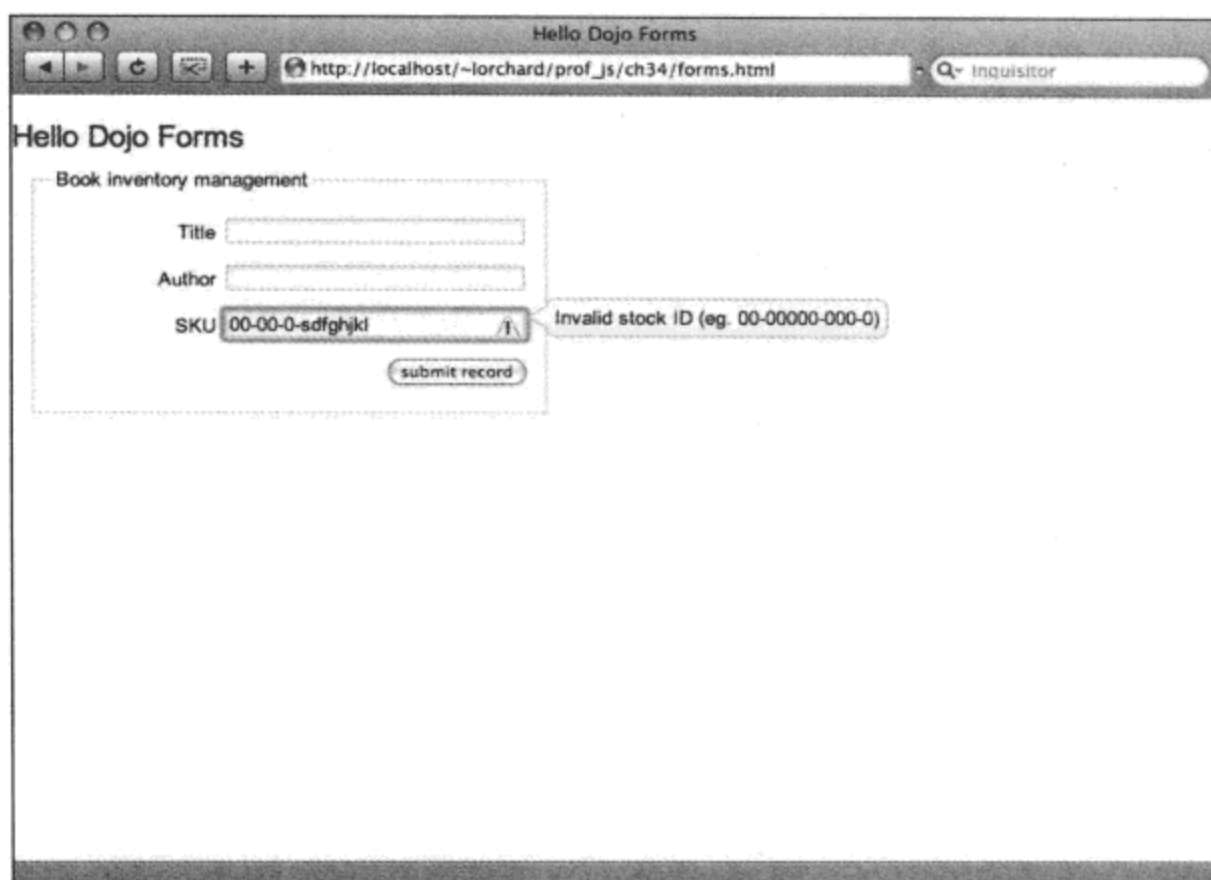 Hello Dojo Forms
http://localhost/~lorchard/prof_js/ch34/forms.html
Inquisitor
Hello Dojo Forms
Book inventory management
Title
Author
SKU 00-00-0-sdfghjkl
Invalid stock ID (eg. 00-00000-000-0)
submit record